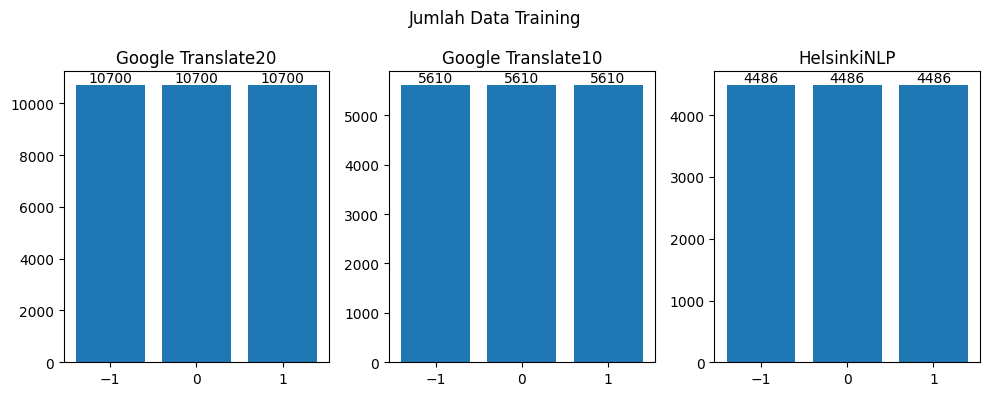 Jumlah Data Training
Google Translate20
10700 10700 10700
10000
8000
6000
4000
2000
0
−1 0 1
Google Translate10
5610 5610 5610
5000
4000
3000
2000
1000
0
−1 0 1
HelsinkiNLP
4486 4486 4486
4000
3000
2000
1000
0
−1 0 1